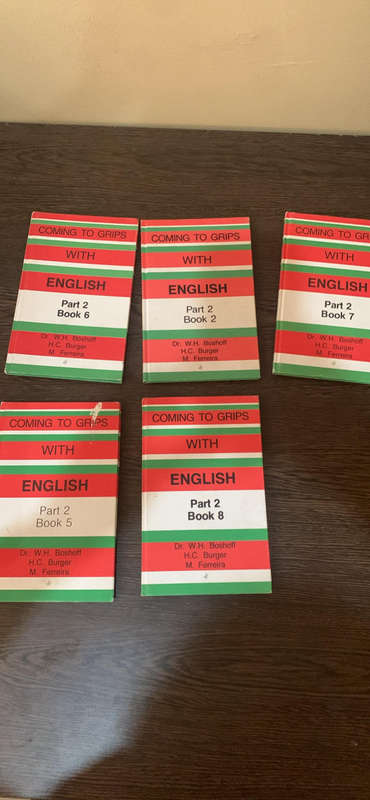 COMING TO GRIPS
WITH
ENGLISH
Part 2
Book 6
Dr. W.H. Boshoff
H.C. Burger
M. Ferreira
COMING TO GRIPS
WITH
ENGLISH
Part 2
Book 2
Dr. W.H. Boshoff
H.C. Burger
M. Ferreira
COMING TO GRIPS
WITH
ENGLISH
Part 2
Book 7
Dr. W.H. Boshoff
H.C. Burger
M. Ferreira
COMING TO GRIPS
WITH
ENGLISH
Part 2
Book 5
Dr. W.H. Boshoff
H.C. Burger
M. Ferreira
COMING TO GRIPS
WITH
ENGLISH
Part 2
Book 8
Dr. W.H. Boshoff
H.C. Burger
M. Ferreira